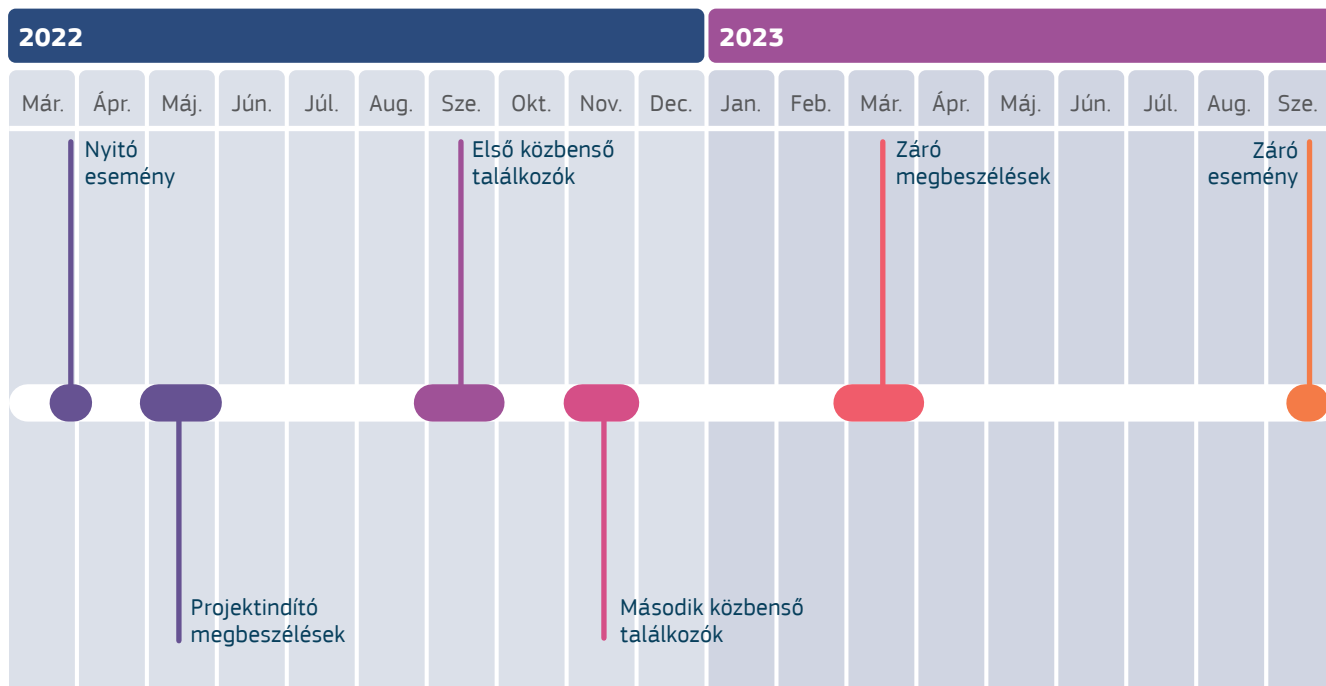 2022
2023
Már. Ápr. Máj. Jún. Júl. Aug. Sze. Okt. Nov. Dec. Jan. Feb. Már. Ápr. Máj. Jún. Júl. Aug. Sze.
Nyitó
esemény
Első közbenső
találkozók
Záró
megbeszélések
Záró
esemény
Projektindító
megbeszélések
Második közbenső
találkozók